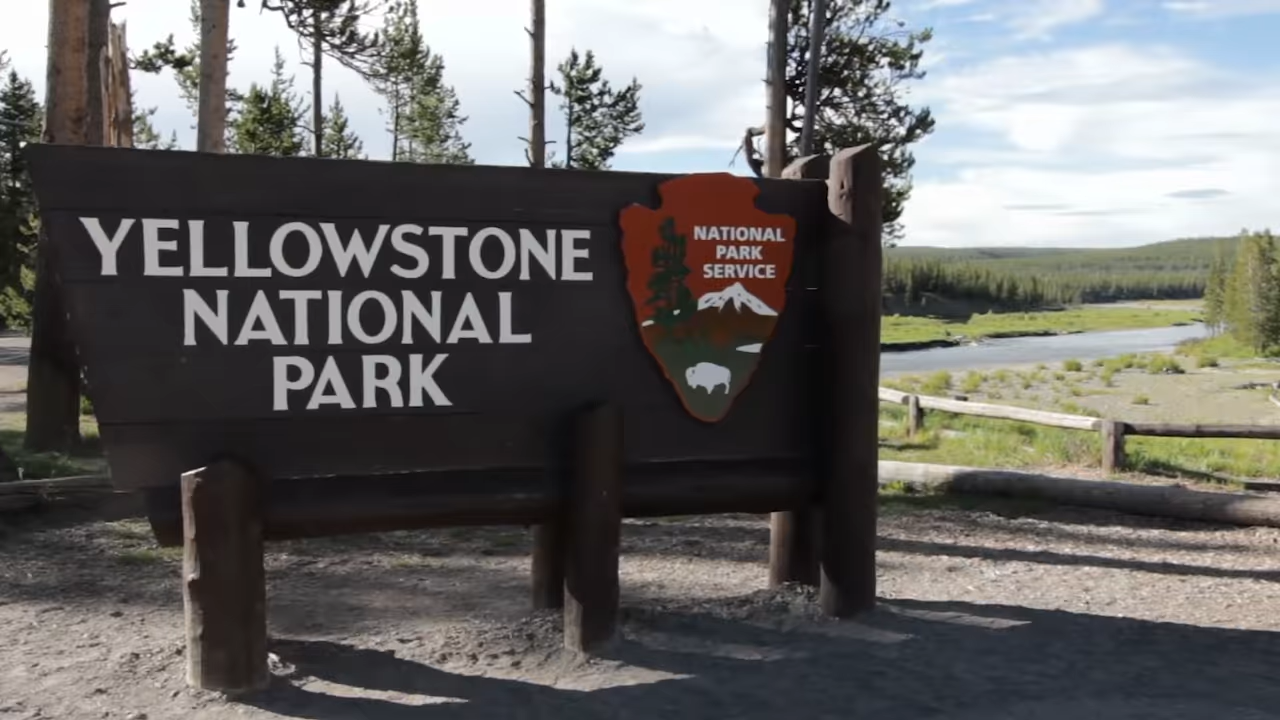 YELLOWSTONE
NATIONAL
PARK
NATIONAL
PARK
SERVICE